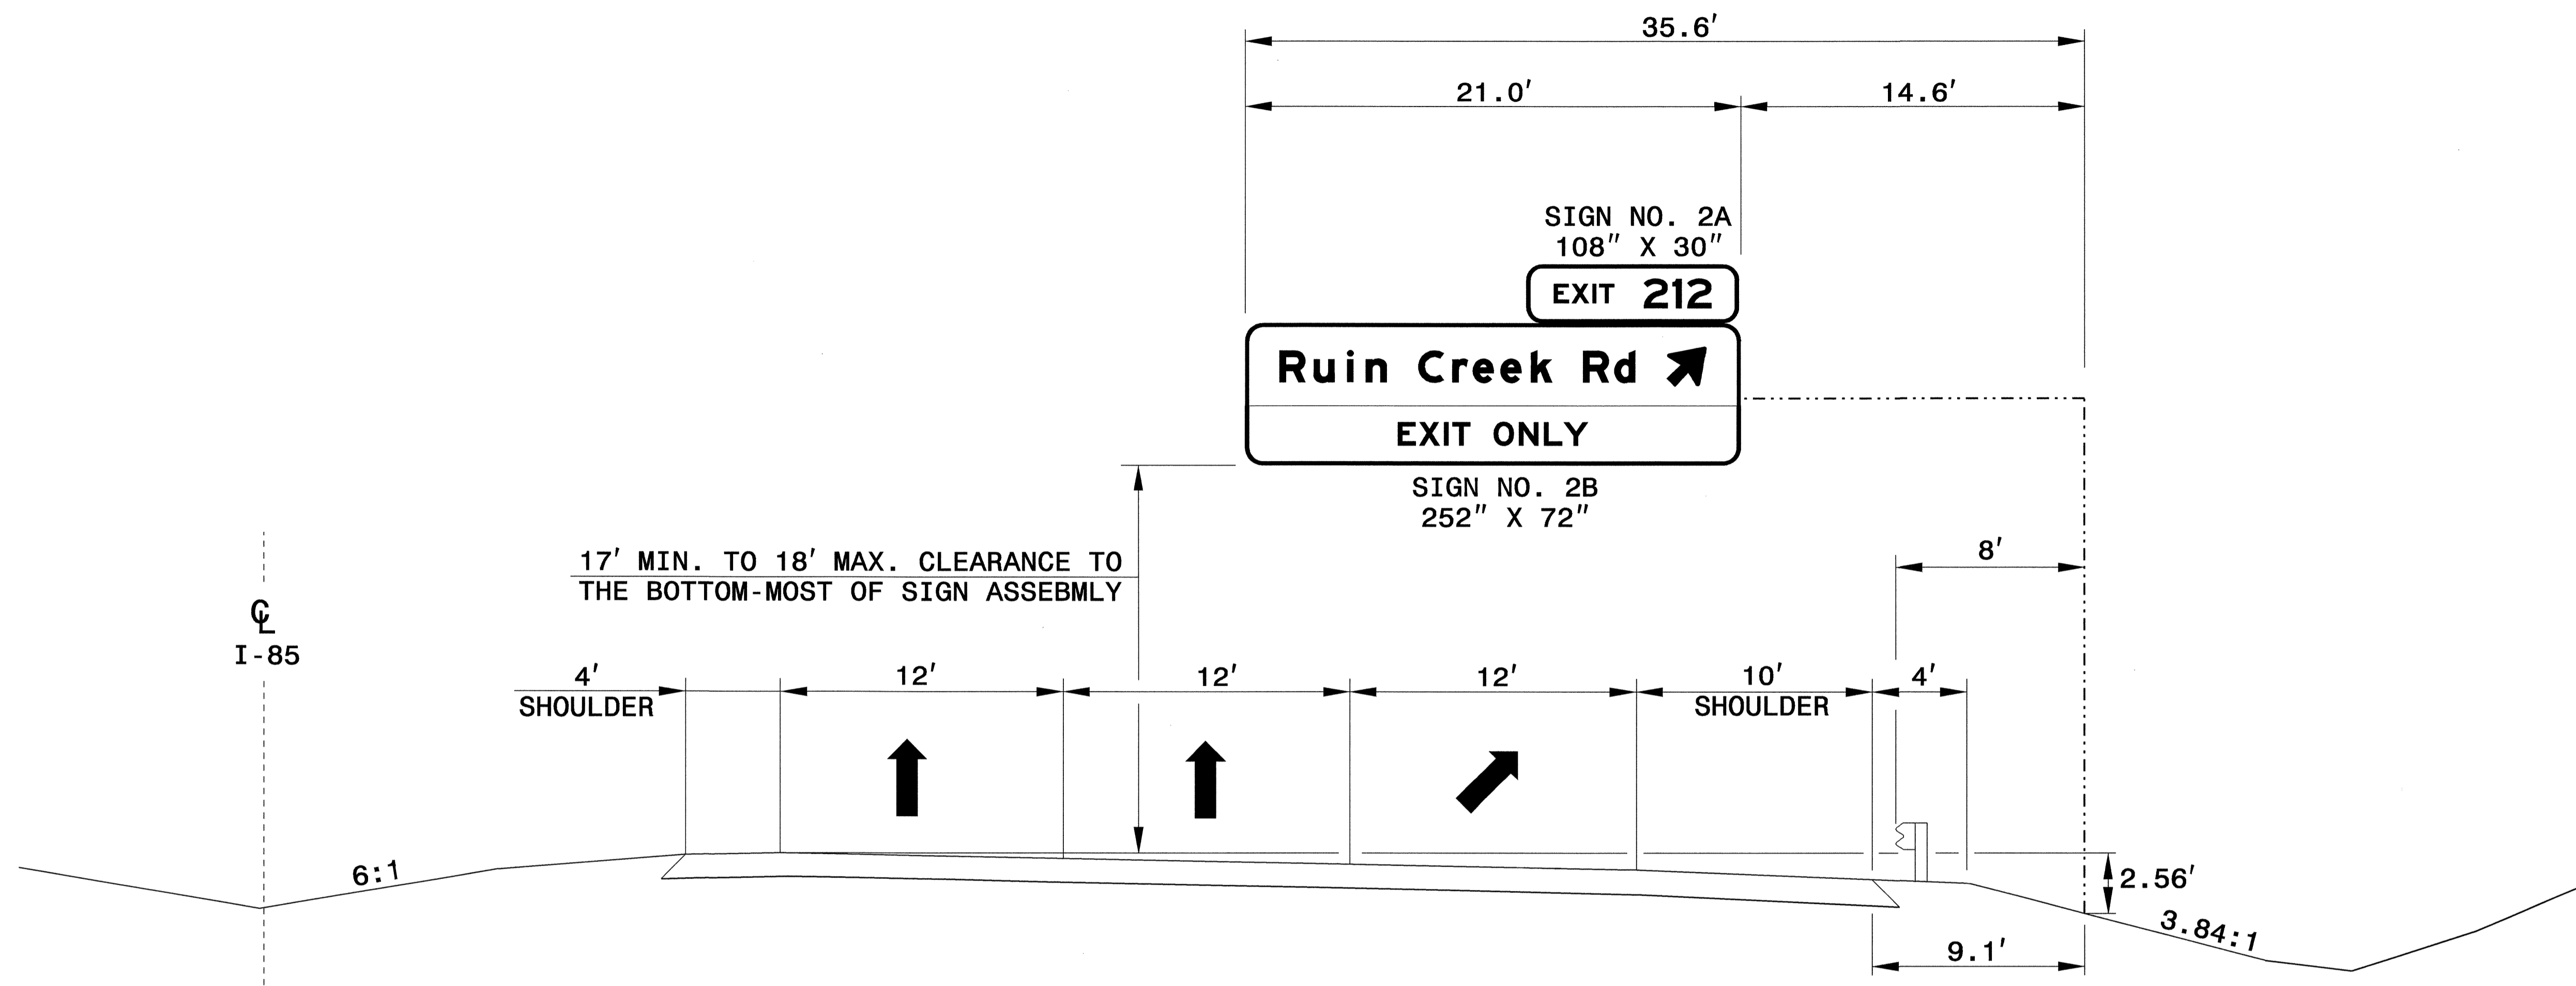 35.6'
21.0'
14.6'
SIGN NO. 2A
108" X 30"
EXIT 212
Ruin Creek Rd
EXIT ONLY
SIGN NO. 2B
252" X 72"
17' MIN. TO 18' MAX. CLEARANCE TO
THE BOTTOM-MOST OF SIGN ASSEBMLY
8'
CL
I-85
4'
SHOULDER
12'
12'
12'
10'
SHOULDER
4'
6:1
2.56'
3.84:1
9.1'